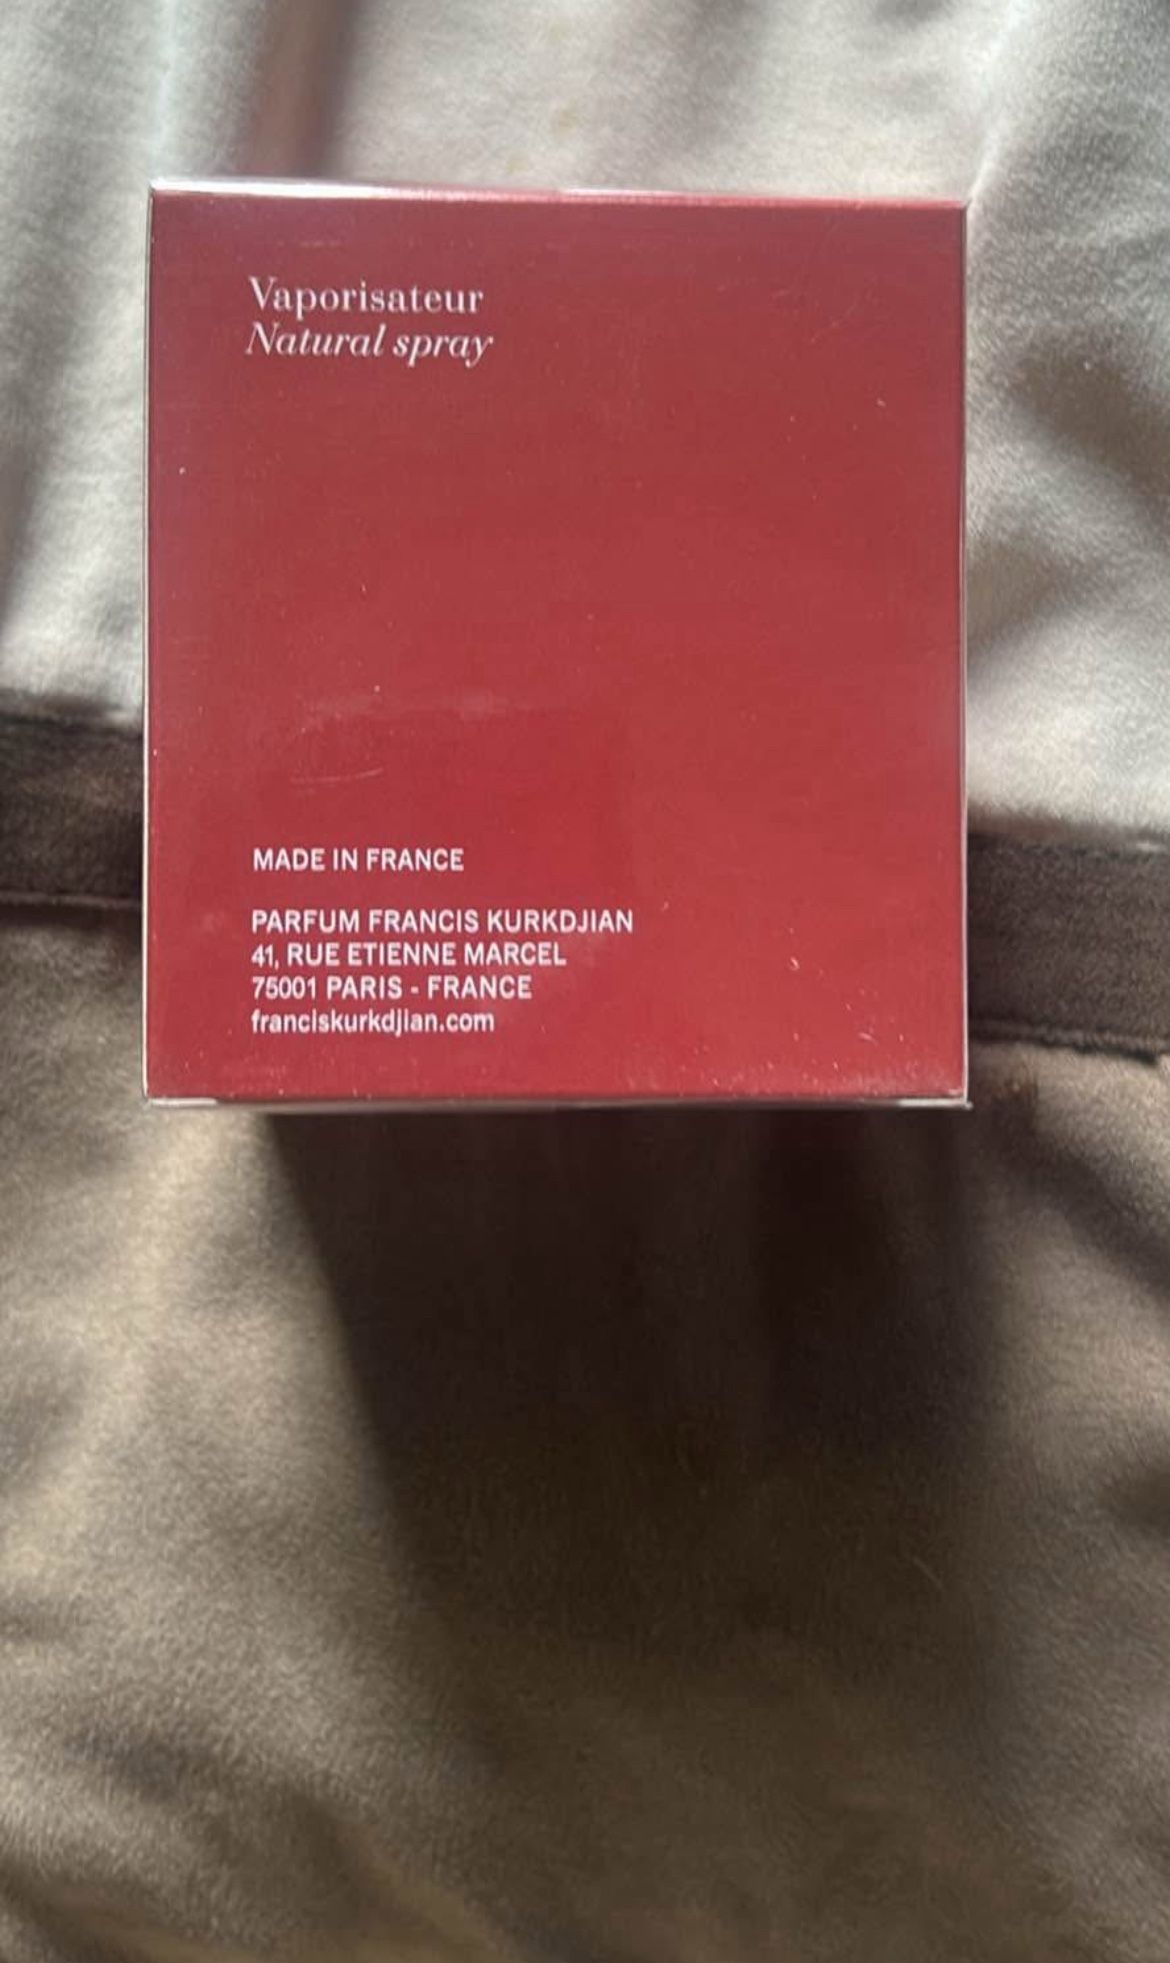 Vaporisateur
Natural spray
MADE IN FRANCE
PARFUM FRANCIS KURKDJIAN
41, RUE ETIENNE MARCEL
75001 PARIS - FRANCE
franciskurkdjian.com